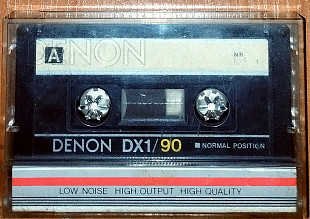 DENON
A
NR.
DENON DX1/90 ■ NORMAL POSITION
LOW NOISE HIGH OUTPUT HIGH QUALITY